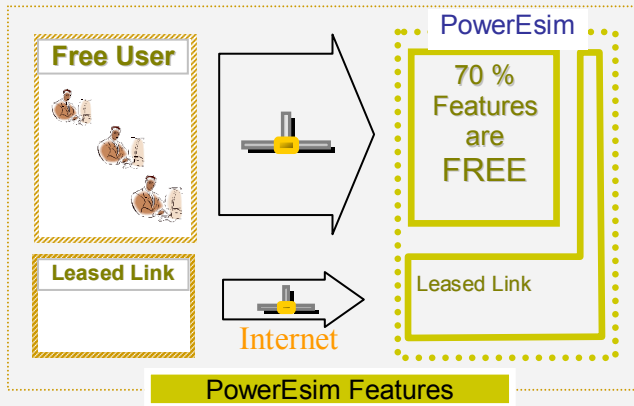 PowerEsim
Free User
70 %
Features
are
FREE
Leased Link
Leased Link
Internet
PowerEsim Features